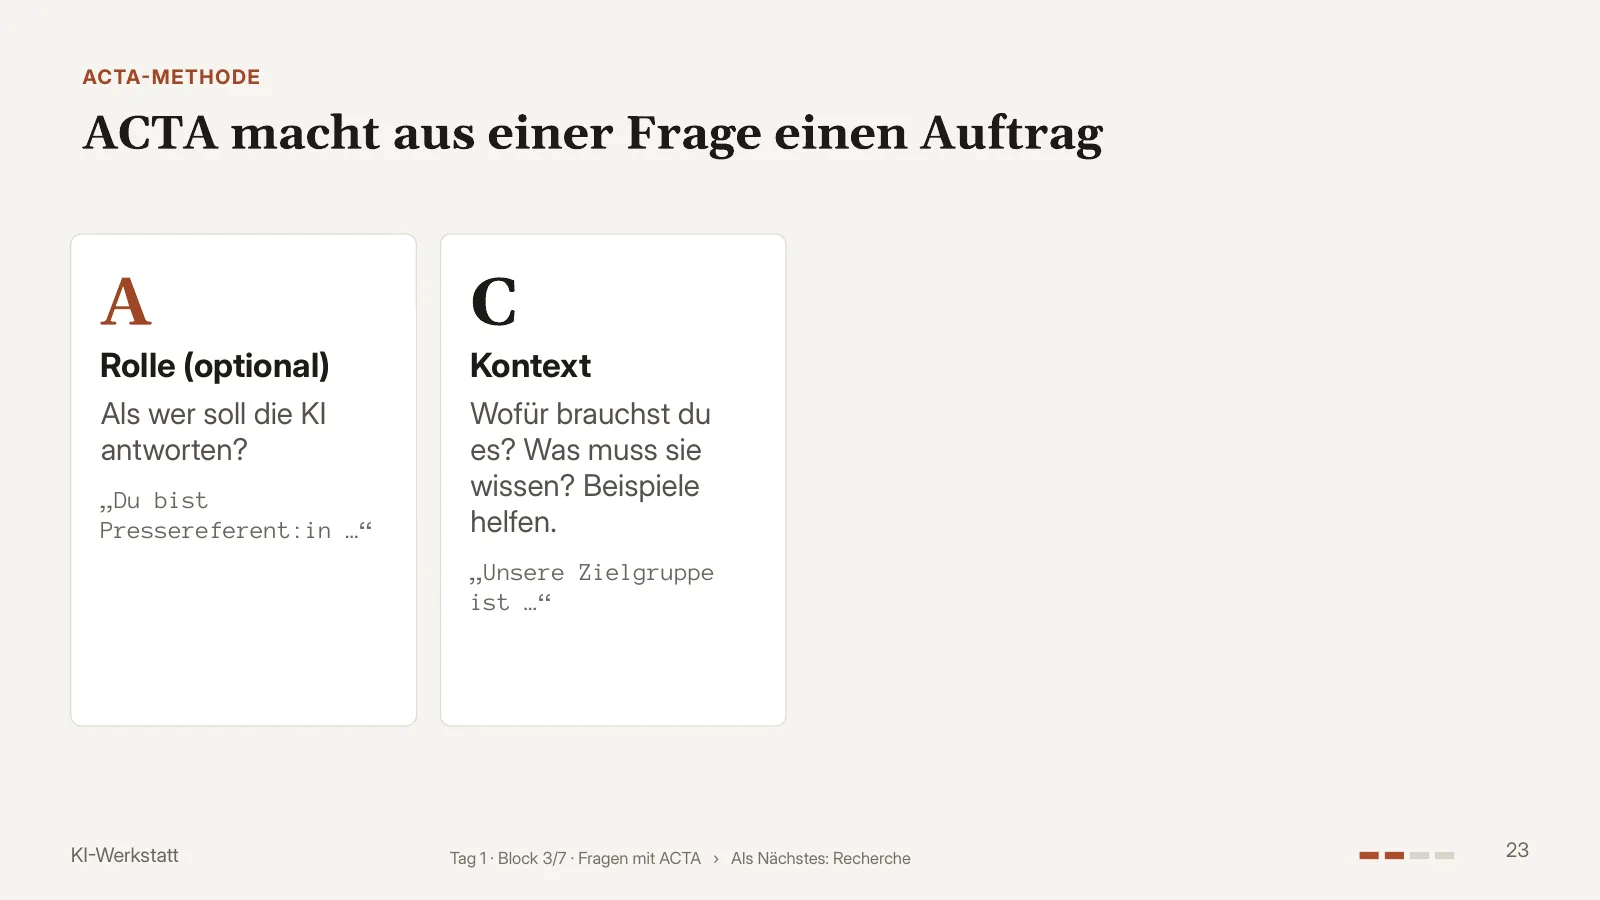 ACTA-METHODE
ACTA macht aus einer Frage einen Auftrag
A
Rolle (optional)
Als wer soll die KI
antworten?
„Du bist
Pressereferent:in …“
C
Kontext
Wofür brauchst du
es? Was muss sie
wissen? Beispiele
helfen.
„Unsere Zielgruppe
ist …“
KI-Werkstatt
Tag 1 · Block 3/7 · Fragen mit ACTA › Als Nächstes: Recherche
23